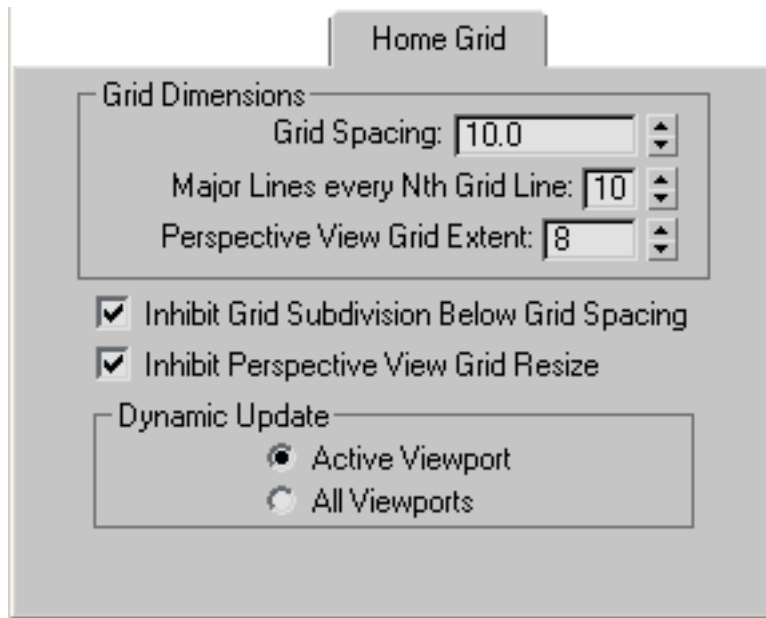 Home Grid
Grid Dimensions
Grid Spacing: 10.0
Major Lines every Nth Grid Line: 10
Perspective View Grid Extent: 8
Inhibit Grid Subdivision Below Grid Spacing
Inhibit Perspective View Grid Resize
Dynamic Update
Active Viewport
All Viewports